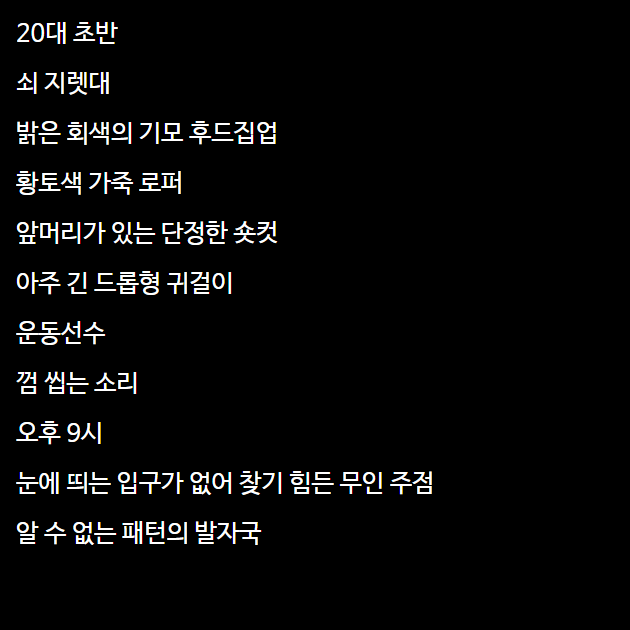 20대 초반
쇠 지렛대
밝은 회색의 기모 후드집업
황토색 가죽 로퍼
앞머리가 있는 단정한 숏컷
아주 긴 드롭형 귀걸이
운동선수
껌 씹는 소리
오후 9시
눈에 띄는 입구가 없어 찾기 힘든 무인 주점
알 수 없는 패턴의 발자국